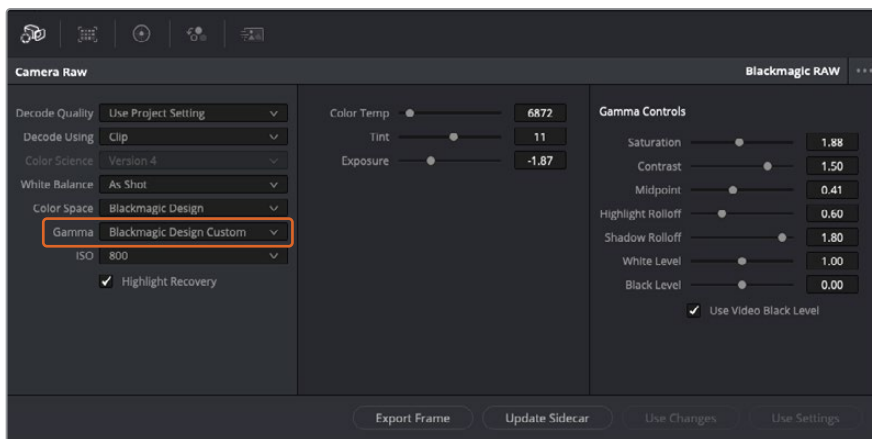 Camera Raw
Blackmagic RAW
Decode Quality Use Project Setting
Decode Using Clip
Color Science Version 4
White Balance As Shot
Color Space Blackmagic Design
Gamma Blackmagic Design Custom
ISO 800
Highlight Recovery
Color Temp 6872
Tint 11
Exposure -1.87
Gamma Controls
Saturation 1.88
Contrast 1.50
Midpoint 0.41
Highlight Rolloff 0.60
Shadow Rolloff 1.80
White Level 1.00
Black Level 0.00
Use Video Black Level
Export Frame Update Sidecar Use Changes Use Settings